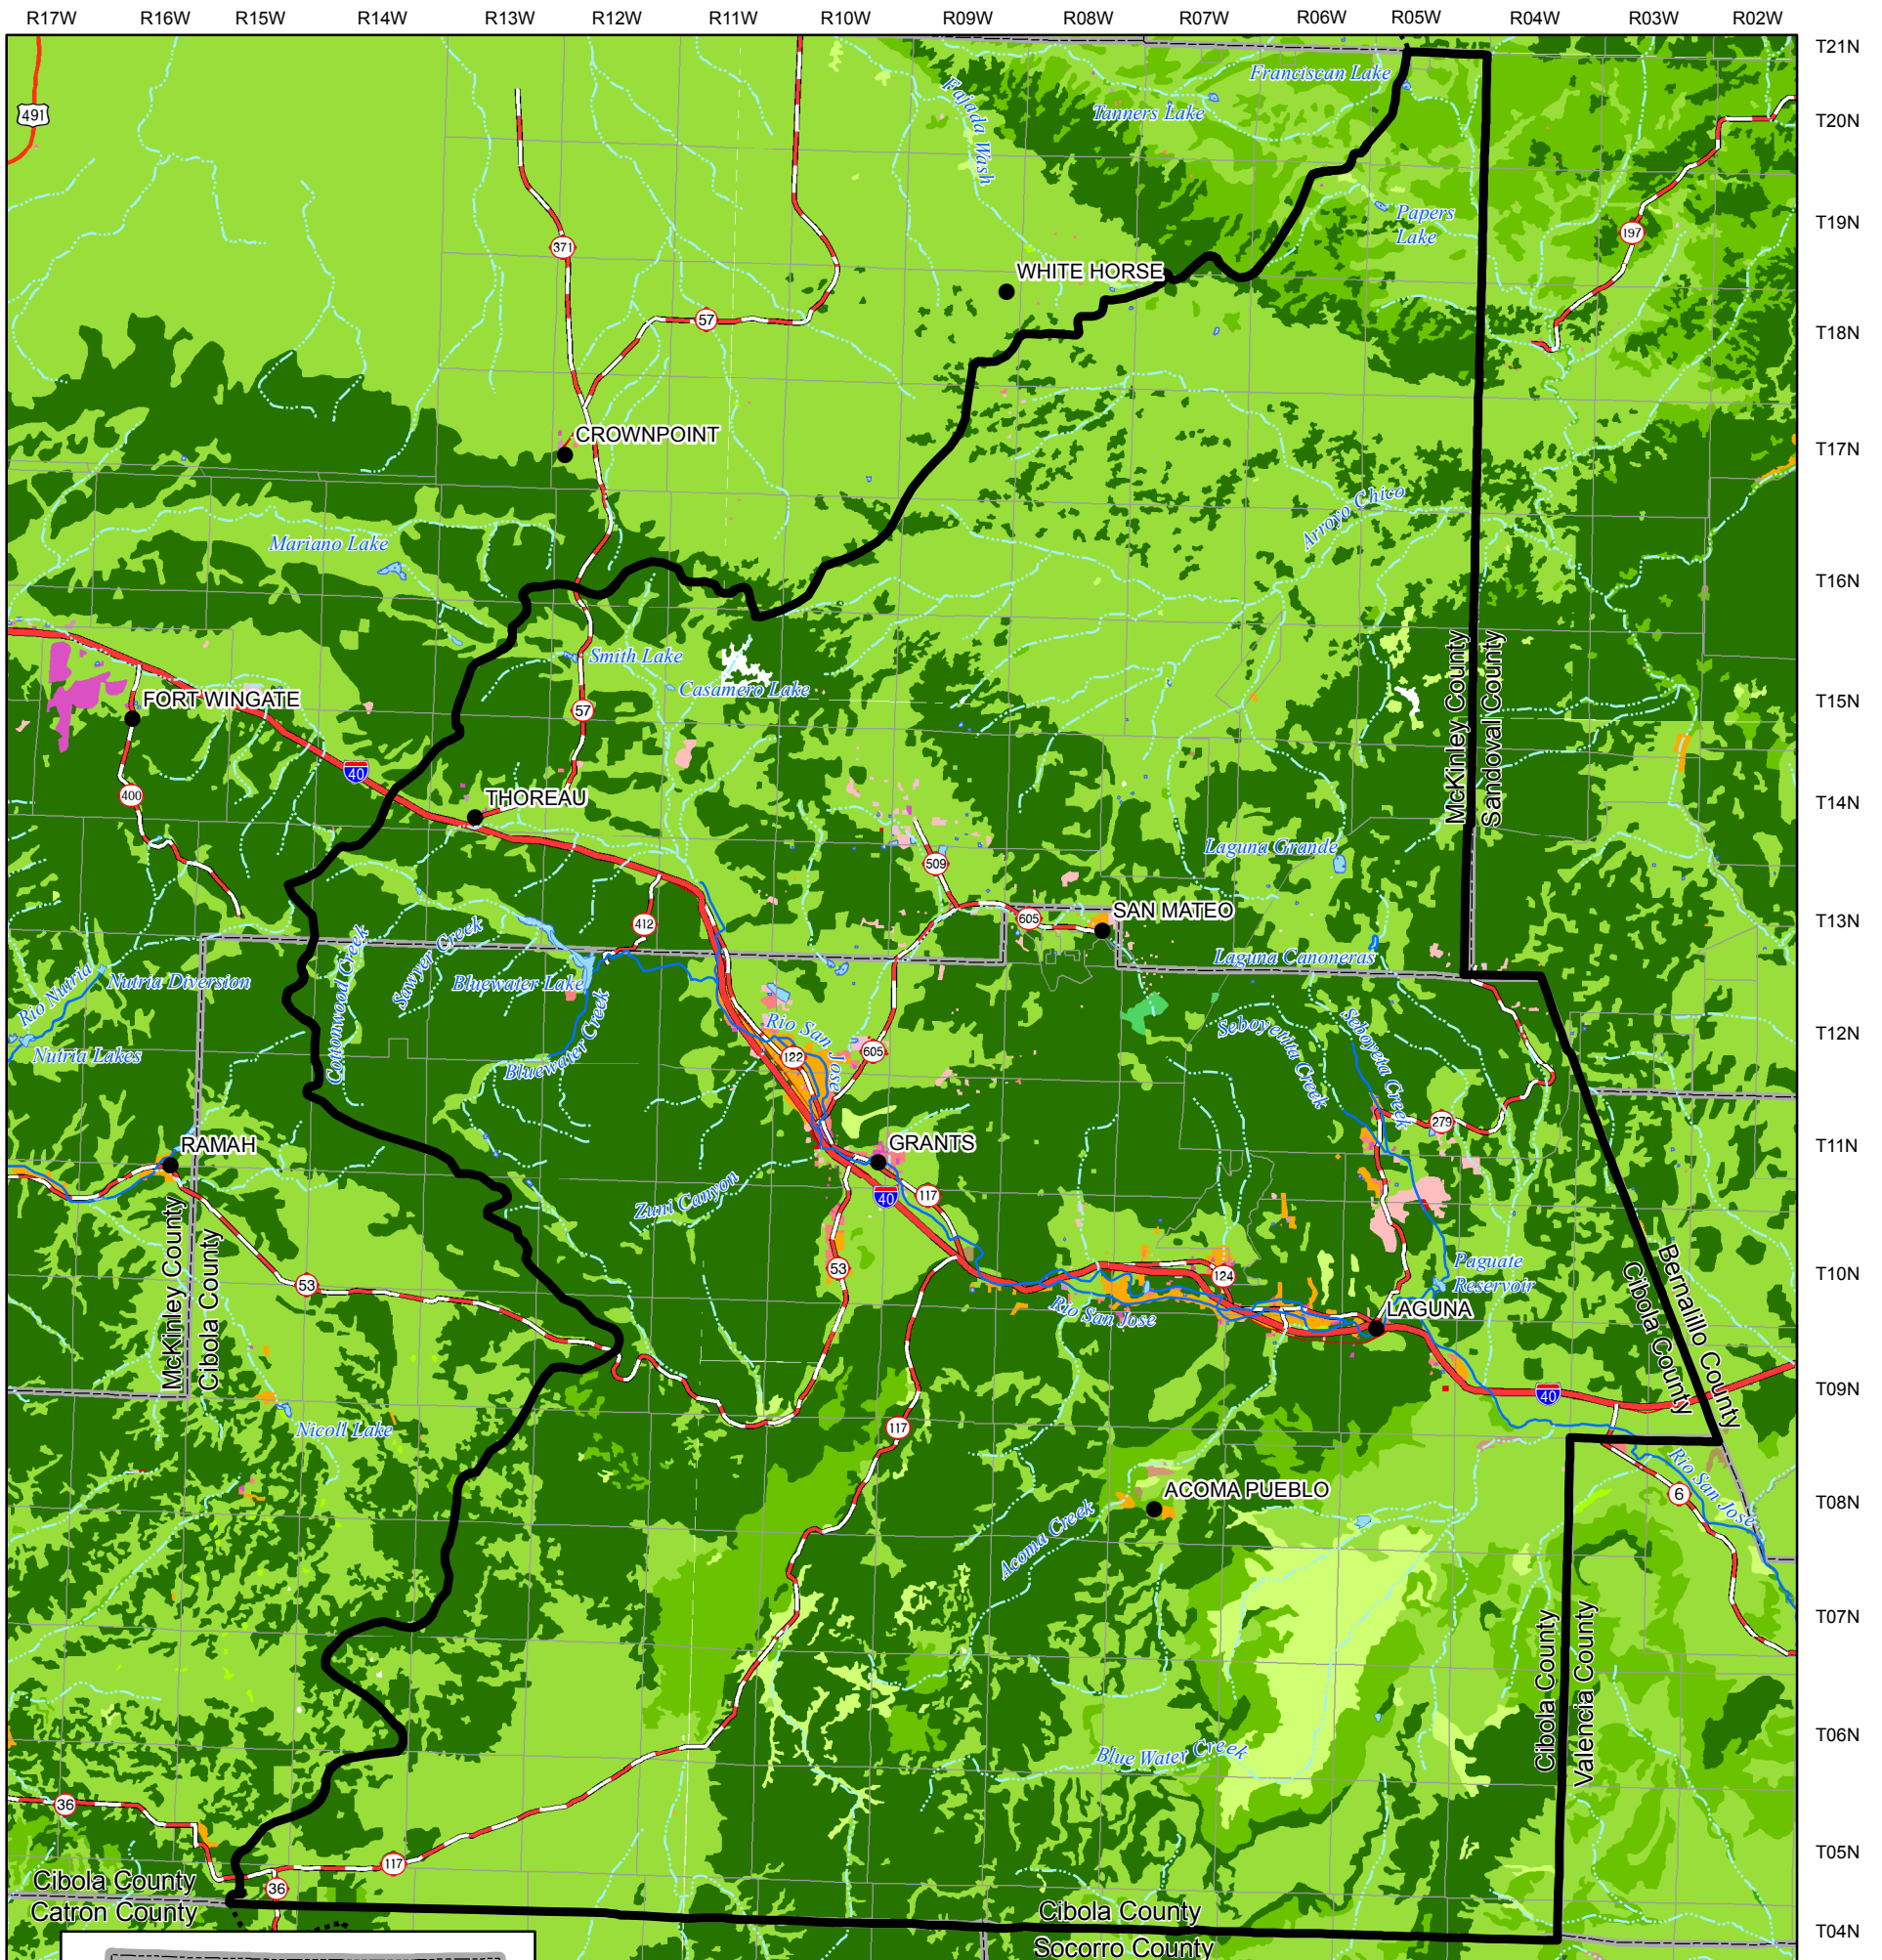 R17W R16W R15W R14W R13W R12W R11W R10W R09W R08W R07W R06W R05W R04W R03W R02W
T21N
Franciscan Lake
491
Tanners Lake
T20N
Fajada Wash
Papers
Lake
T19N
197
371
WHITE HORSE
57
T18N
CROWNPOINT
T17N
Arroyo Chico
Mariano Lake
T16N
Smith Lake
Casamero Lake
McKinley County
Sandoval County
FORT WINGATE
T15N
57
40
THOREAU
400
T14N
Laguna Grande
509
412
605
SAN MATEO
T13N
Laguna Canoneras
Cottonwood Creek
Sawyer Creek
Rio Nutria
Nutria Diversion
Bluewater Lake
Nutria Lakes
Bluewater Creek
Rio San Jose
122
605
Seboyetita Creek
Seboyeta Creek
T12N
279
RAMAH
GRANTS
T11N
Zuni Canyon
40
117
McKinley County
Cibola County
53
53
124
Paguate
Reservoir
T10N
Rio San Jose
LAGUNA
Bernalillo County
Cibola County
40
T09N
Nicoll Lake
117
ACOMA PUEBLO
Rio San Jose
6
T08N
Acoma Creek
T07N
Cibola County
Valencia County
T06N
Blue Water Creek
36
T05N
117
36
Cibola County
Catron County
Cibola County
Socorro County
T04N